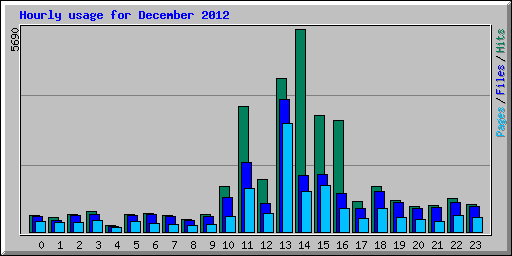 Hourly usage for December 2012
5690
Pages/Files/Hits
0 1 2 3 4 5 6 7 8 9 10 11 12 13 14 15 16 17 18 19 20 21 22 23